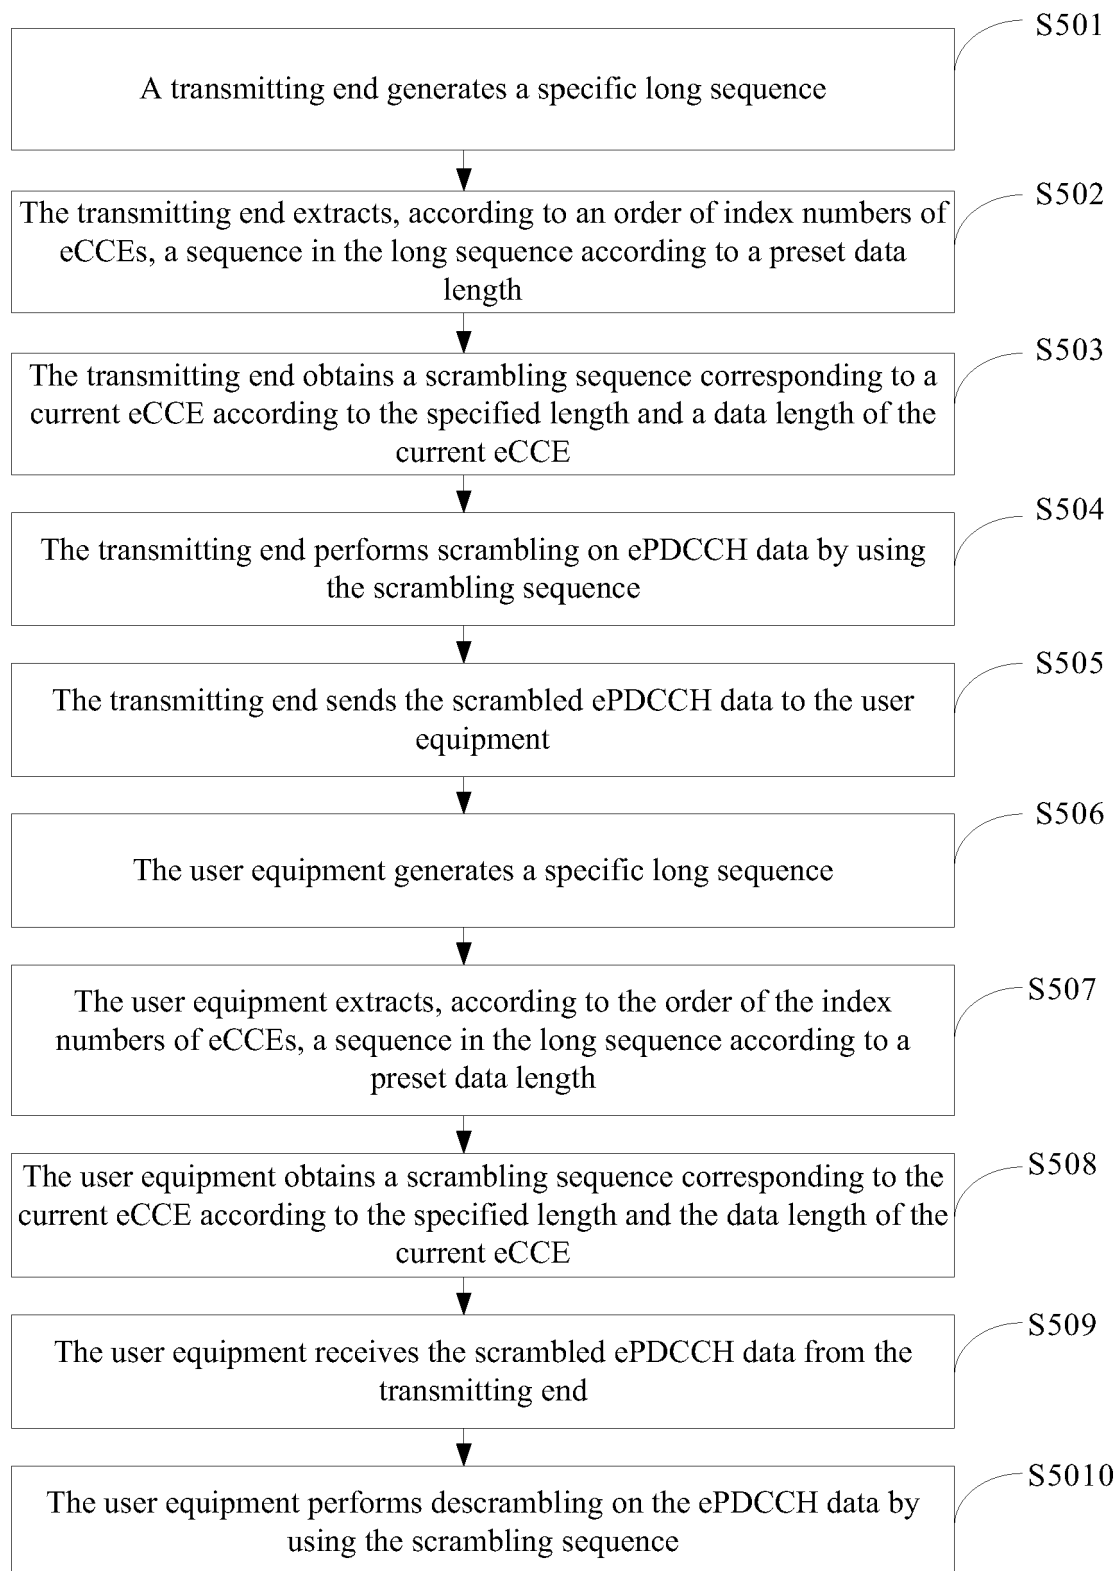 S501
A transmitting end generates a specific long sequence
S502
The transmitting end extracts, according to an order of index numbers of
eCCEs, a sequence in the long sequence according to a preset data
length
S503
The transmitting end obtains a scrambling sequence corresponding to a
current eCCE according to the specified length and a data length of the
current eCCE
S504
The transmitting end performs scrambling on ePDCCH data by using
the scrambling sequence
S505
The transmitting end sends the scrambled ePDCCH data to the user
equipment
S506
The user equipment generates a specific long sequence
S507
The user equipment extracts, according to the order of the index
numbers of eCCEs, a sequence in the long sequence according to a
preset data length
S508
The user equipment obtains a scrambling sequence corresponding to the
current eCCE according to the specified length and the data length of the
current eCCE
S509
The user equipment receives the scrambled ePDCCH data from the
transmitting end
S5010
The user equipment performs descrambling on the ePDCCH data by
using the scrambling sequence